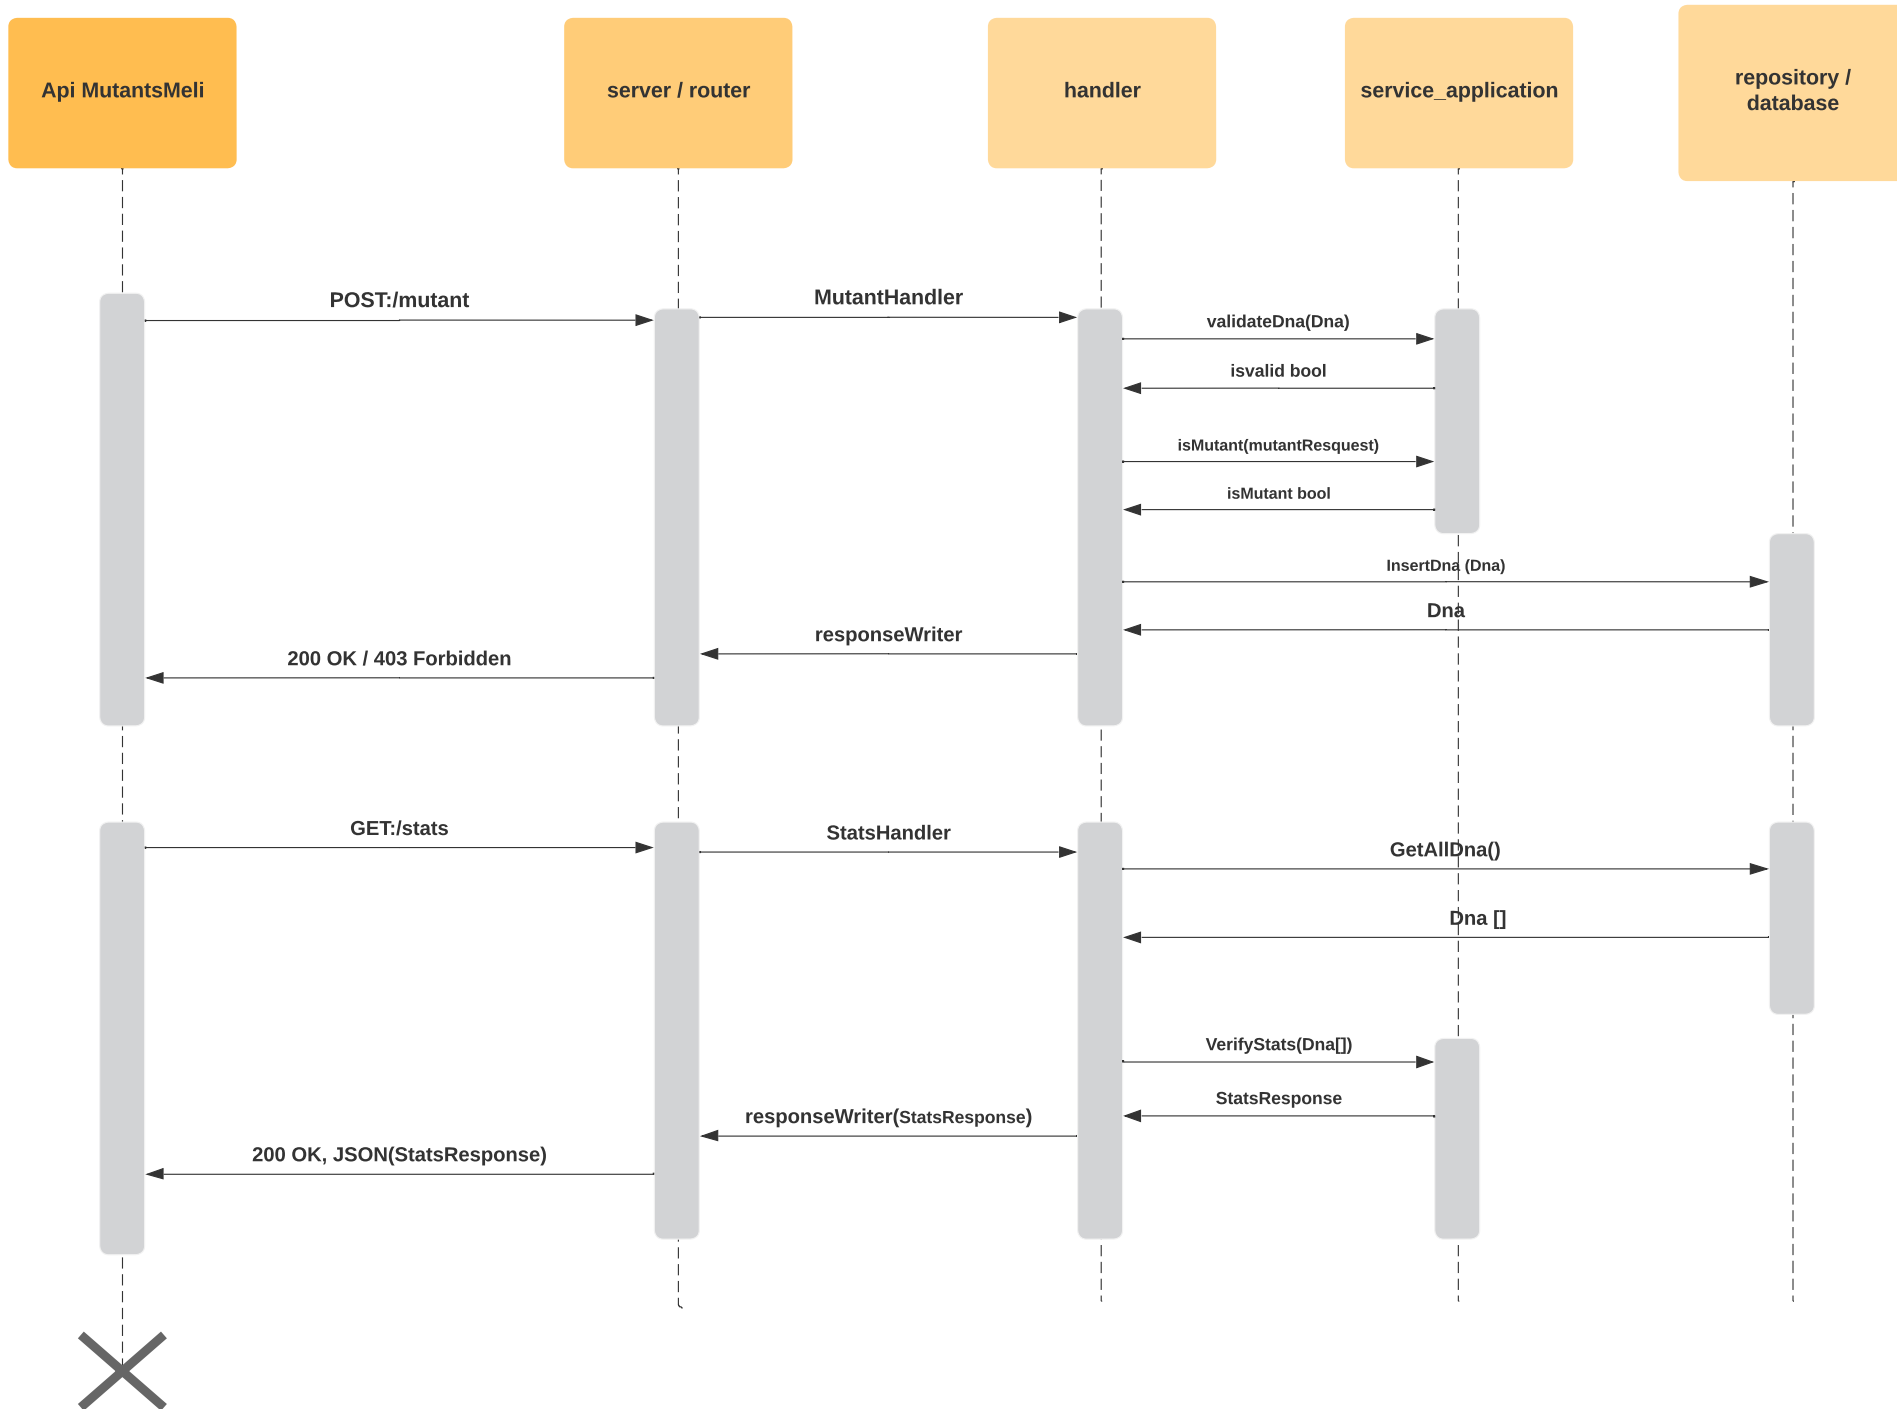 Api MutantsMeli
server / router
handler
service_application
repository /
database
POST:/mutant
MutantHandler
validateDna(Dna)
isvalid bool
isMutant(mutantResquest)
isMutant bool
InsertDna (Dna)
Dna
responseWriter
200 OK / 403 Forbidden
GET:/stats
StatsHandler
GetAllDna()
Dna []
VerifyStats(Dna[])
StatsResponse
responseWriter(StatsResponse)
200 OK, JSON(StatsResponse)